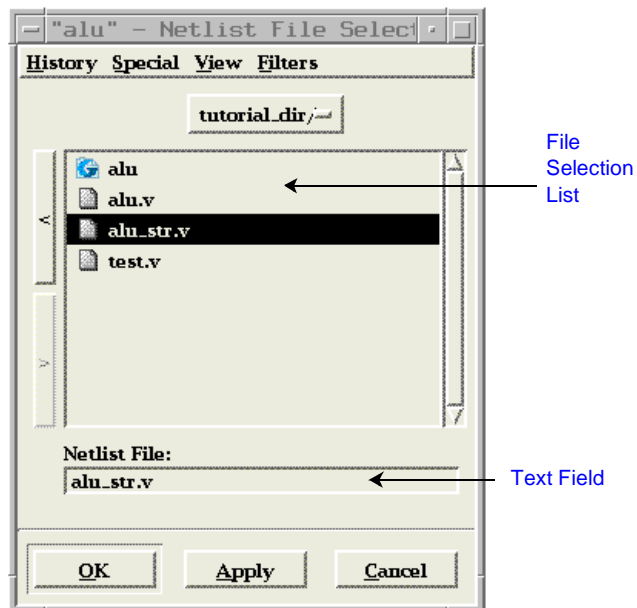 "alu" – Netlist File Select
History Special View Filters
tutorial_dir/
<
alu
alu.v
alu_str.v
test.v
>
File
Selection
List
Netlist File:
alu_str.v
Text Field
OK Apply Cancel